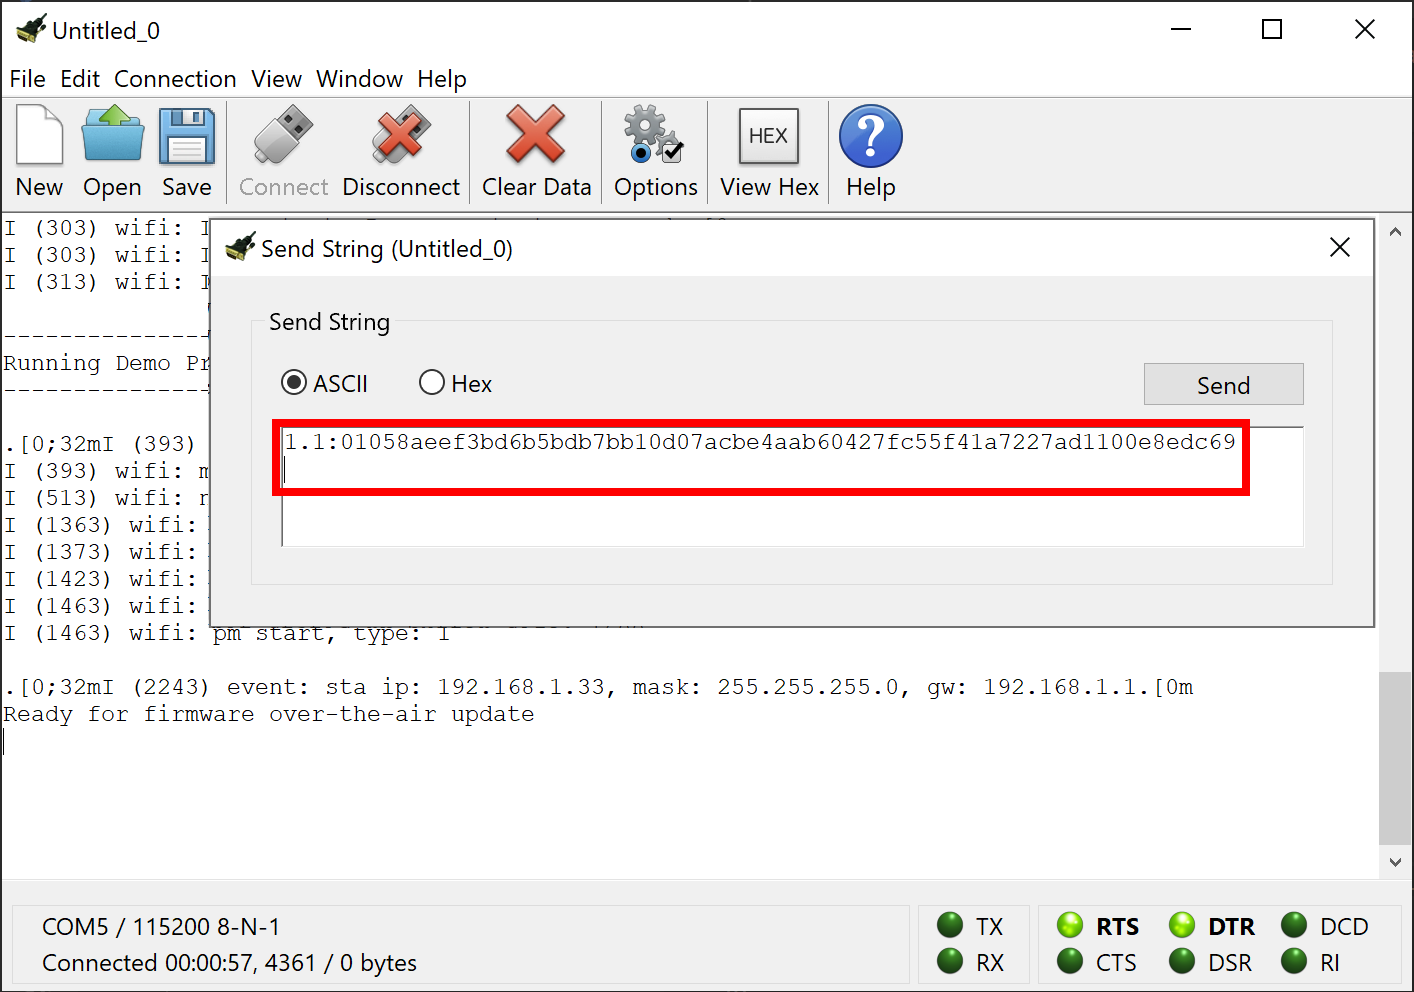 Untitled_0
File Edit Connection View Window Help
HEX
New Open Save Connect Disconnect Clear Data Options View Hex Help
I (303) wifi: I
I (303) wifi: I
I (313) wifi: I
---------------
Running Demo Pr
---------------
.[0;32mI (393)
I (393) wifi: m
I (513) wifi: n
I (1363) wifi:
I (1373) wifi:
I (1423) wifi:
I (1463) wifi:
I (1463) wifi: pm start, type: 1
.[0;32mI (2243) event: sta ip: 192.168.1.33, mask: 255.255.255.0, gw: 192.168.1.1.[0m
Ready for firmware over-the-air update
Send String (Untitled_0)
Send String
ASCII Hex Send
1.1:01058aeef3bd6b5bdb7bb10d07acbe4aab60427fc55f41a7227ad1100e8edc69
COM5 / 115200 8-N-1
Connected 00:00:57, 4361 / 0 bytes
TX RTS DTR DCD
RX CTS DSR RI